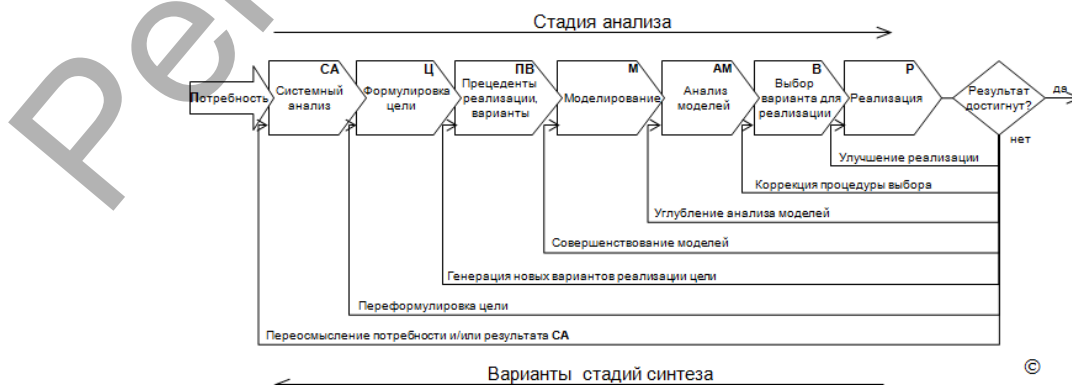 Стадия анализа
СА
Ц
ПВ
М
АМ
В
Р
Потребность
Системный
анализ
Формулировка
цели
Прецеденты
реализации,
варианты
Моделирование
Анализ
моделей
Выбор
варианта для
реализации
Реализация
Результат
достигнут?
да
нет
Улучшение реализации
Коррекция процедуры выбора
Углубление анализа моделей
Совершенствование моделей
Генерация новых вариантов реализации цели
Переформулировка цели
Переосмысление потребности и/или результата СА
©
Варианты стадий синтеза